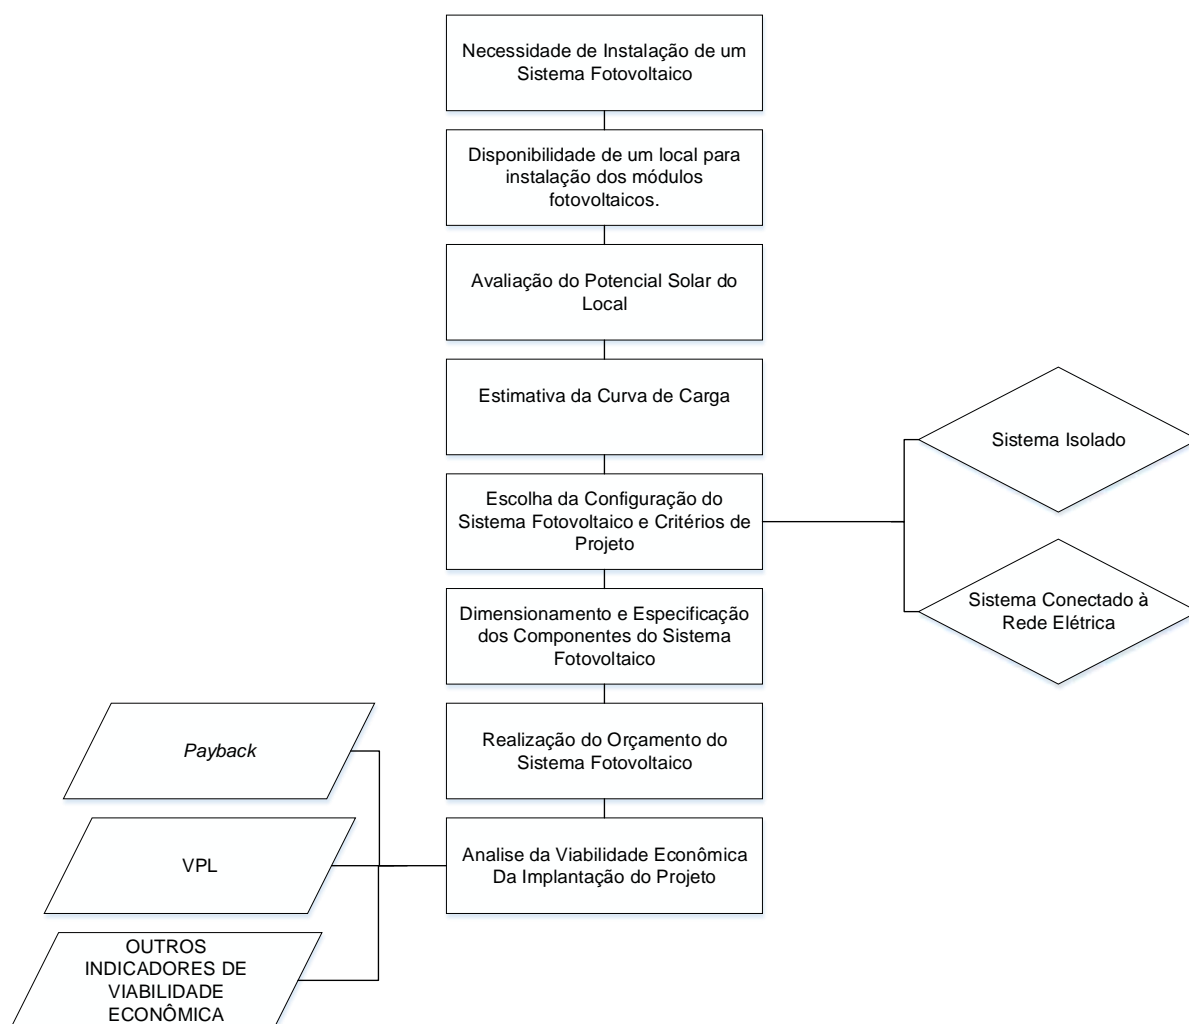 Necessidade de Instalação de um
Sistema Fotovoltaico
Disponibilidade de um local para
instalação dos módulos
fotovoltaicos.
Avaliação do Potencial Solar do
Local
Estimativa da Curva de Carga
Sistema Isolado
Escolha da Configuração do
Sistema Fotovoltaico e Critérios de
Projeto
Sistema Conectado à
Rede Elétrica
Dimensionamento e Especificação
dos Componentes do Sistema
Fotovoltaico
Realização do Orçamento do
Sistema Fotovoltaico
Payback
Analise da Viabilidade Econômica
Da Implantação do Projeto
VPL
OUTROS
INDICADORES DE
VIABILIDADE
ECONÔMICA